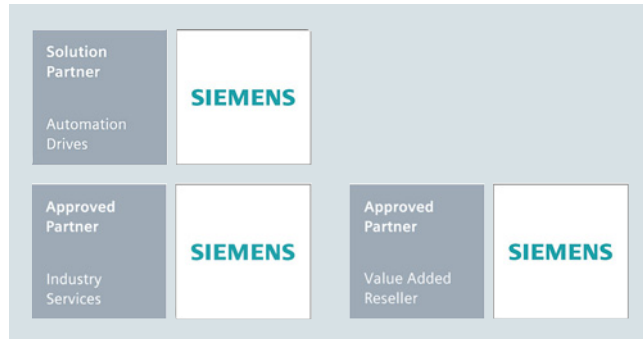 Solution
Partner
Automation
Drives
SIEMENS
Approved
Partner
Industry
Services
SIEMENS
Approved
Partner
Value Added
Reseller
SIEMENS